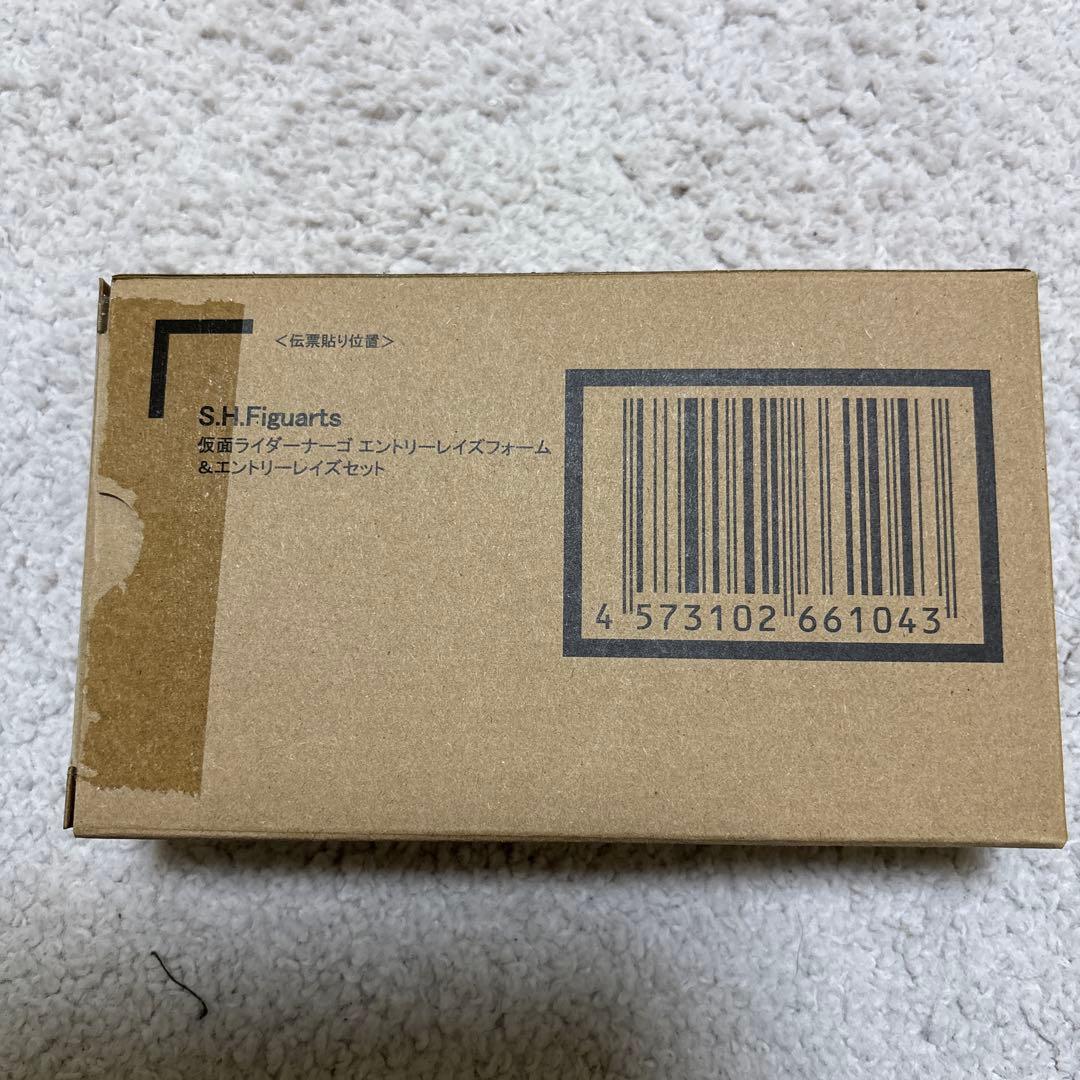 <伝票貼り位置>
S.H.Figuarts
仮面ライダーナーゴ エントリーレイズフォーム
&エントリーレイズセット
4 573102 661043